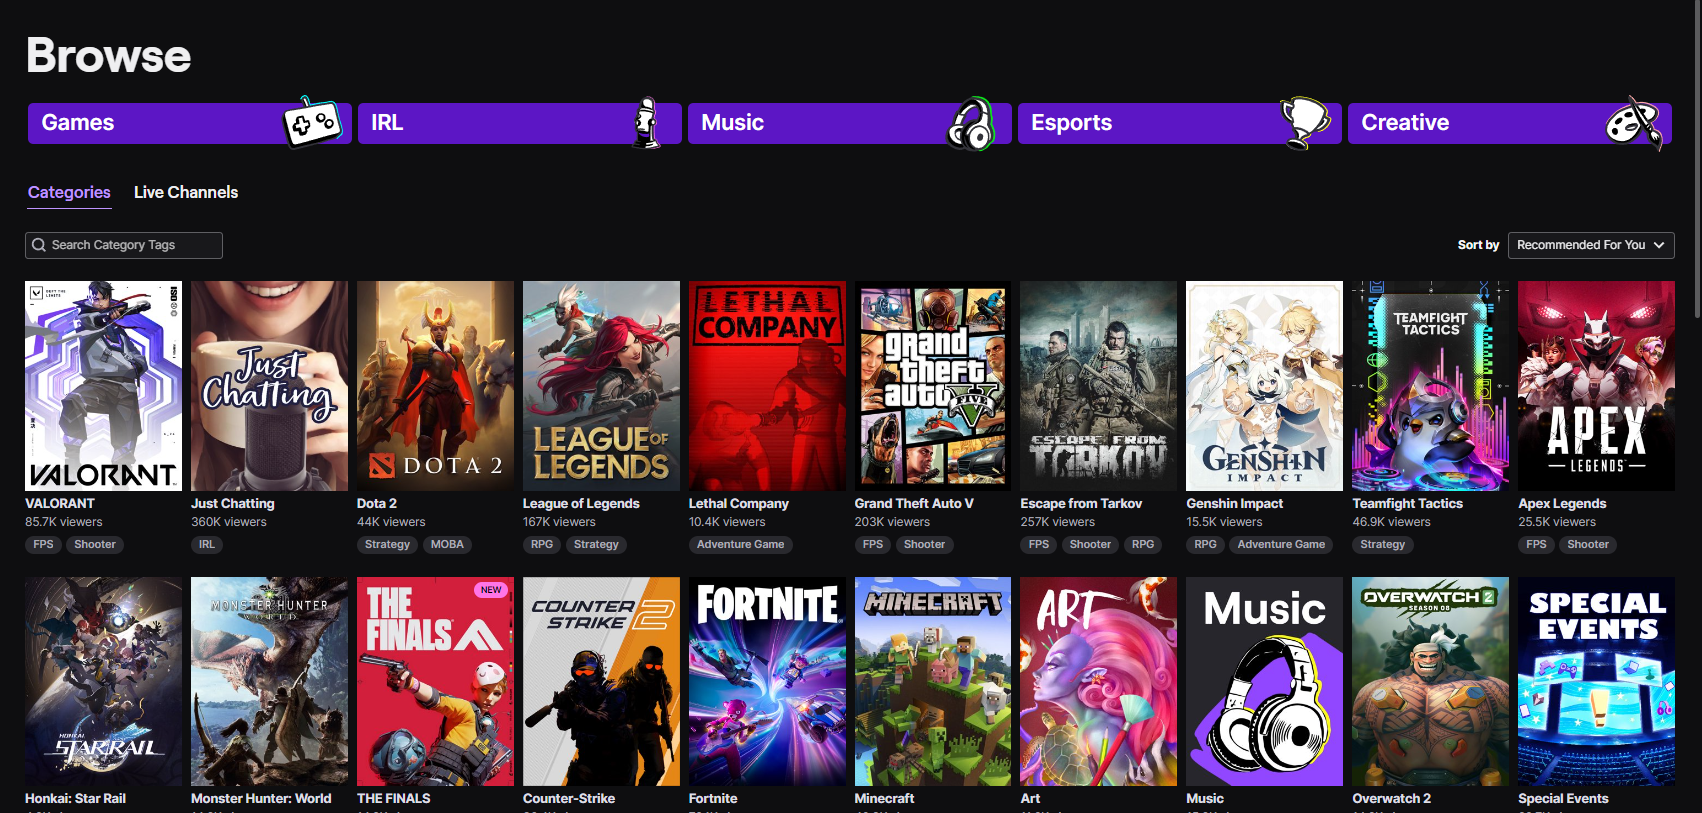 Browse
Games
IRL
Music
Esports
Creative
Categories
Live Channels
Search Category Tags
Sort by
Recommended For You
DEFY THE
LIMITS
VALORANT
Just
Chatting
DOTA 2
LEAGUE OF
LEGENDS
LETHAL
COMPANY
grand
theft
auto
FIVE
ESCAPE FROM
TARKOV
GENSHIN
IMPACT
TEAMFIGHT
TACTICS
APEX
LEGENDS
VALORANT
85.7K viewers
FPS
Shooter
Just Chatting
360K viewers
IRL
Dota 2
44K viewers
Strategy
MOBA
League of Legends
167K viewers
RPG
Strategy
Lethal Company
10.4K viewers
Adventure Game
Grand Theft Auto V
203K viewers
FPS
Shooter
Escape from Tarkov
257K viewers
FPS
Shooter
RPG
Genshin Impact
15.5K viewers
RPG
Adventure Game
Teamfight Tactics
46.9K viewers
Strategy
Apex Legends
25.5K viewers
FPS
Shooter
HONKAI
STAR RAIL
MONSTER HUNTER
WORLD
NEW
THE
FINALS
COUNTER
STRIKE 2
FORTNITE
MINECRAFT
ART
Music
OVERWATCH 2
SEASON 08
SPECIAL
EVENTS
Honkai: Star Rail
Monster Hunter: World
THE FINALS
Counter-Strike
Fortnite
Minecraft
Art
Music
Overwatch 2
Special Events